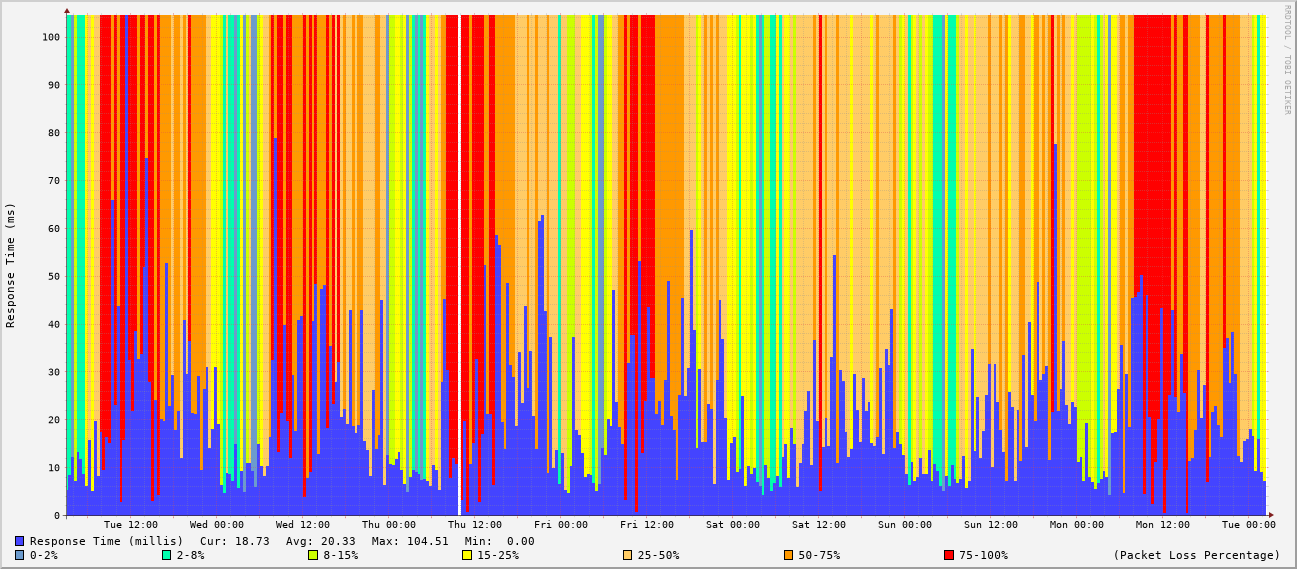 RRDTOOL / TOBI OETIKER
Response Time (ms)
100
90
80
70
60
50
40
30
20
10
0
Tue 12:00 Wed 00:00 Wed 12:00 Thu 00:00 Thu 12:00 Fri 00:00 Fri 12:00 Sat 00:00 Sat 12:00 Sun 00:00 Sun 12:00 Mon 00:00 Mon 12:00 Tue 00:00
Response Time (millis) Cur: 18.73 Avg: 20.33 Max: 104.51 Min: 0.00
0-2% 2-8% 8-15% 15-25% 25-50% 50-75% 75-100% (Packet Loss Percentage)